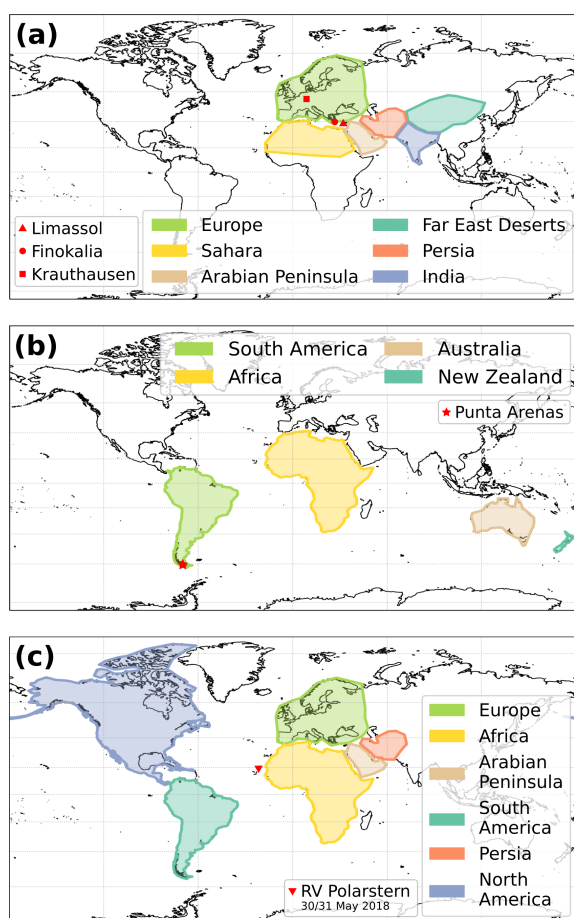 (a)
Limassol
Finokalia
Krauthausen
Europe
Sahara
Arabian Peninsula
Far East Deserts
Persia
India
(b)
South America
Africa
Australia
New Zealand
Punta Arenas
(c)
Europe
Africa
Arabian
Peninsula
South
America
Persia
North
America
RV Polarstern
30/31 May 2018